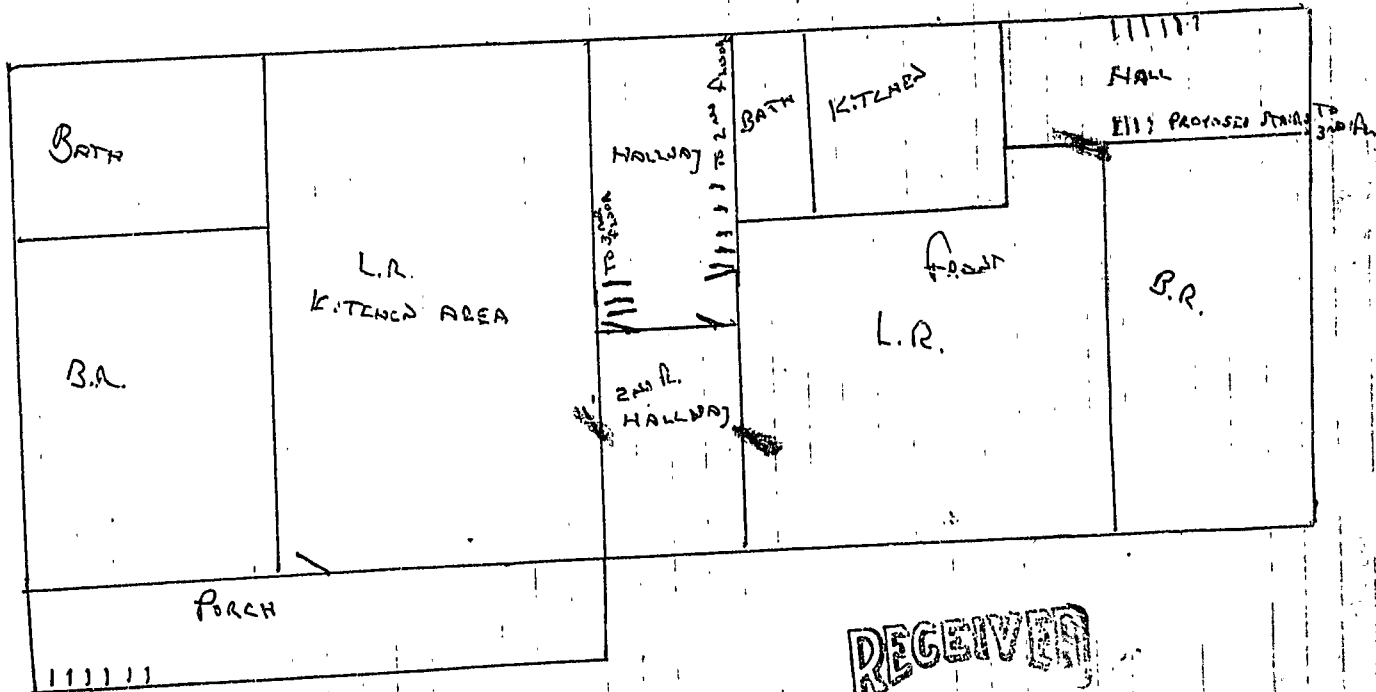 BATH
B.R.
L.R.
KITCHEN AREA
HALLWAY
TO 3RD FLOOR
TO 2ND FLOOR
2ND FL.
HALLWAY
BATH
KITCHEN
FRONT
L.R.
HALL
PROPOSED STAIRS TO
3RD FL
B.R.
PORCH
RECEIVED